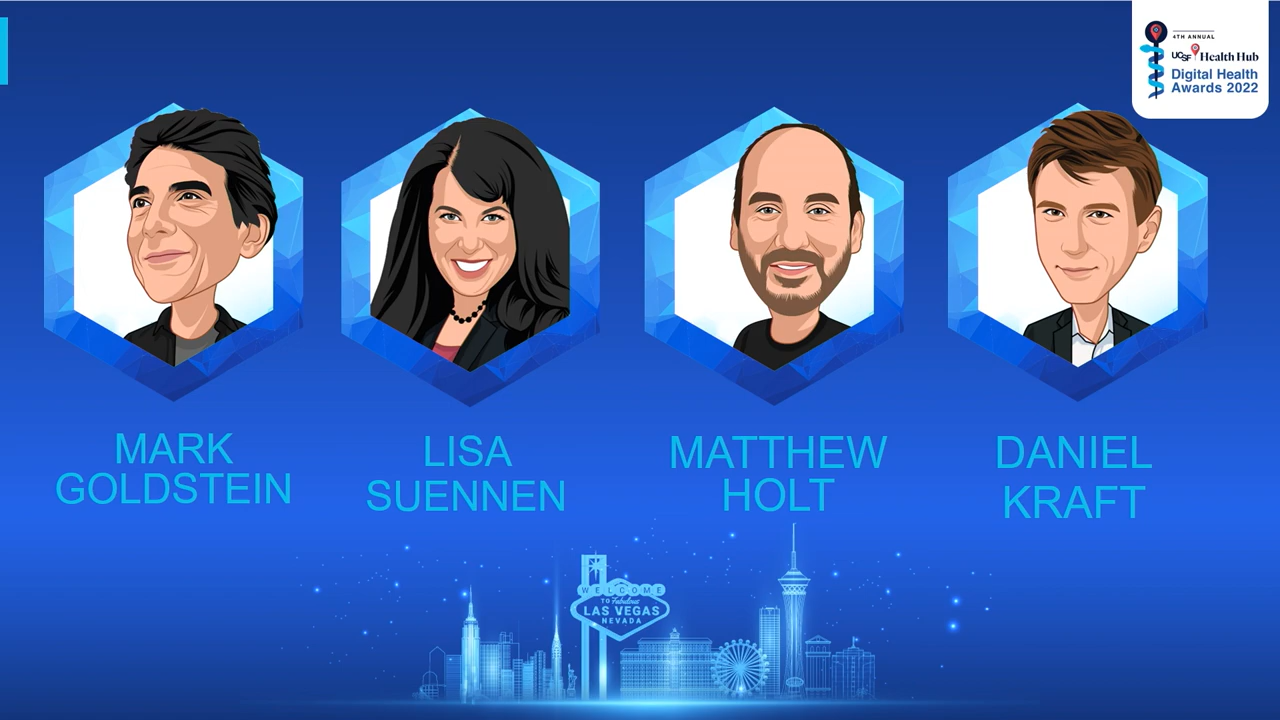 4TH ANNUAL
UCSF Health Hub
Digital Health
Awards 2022
MARK
GOLDSTEIN
LISA
SUENNEN
MATTHEW
HOLT
DANIEL
KRAFT
WELCOME
TO Fabulous
LAS VEGAS
NEVADA